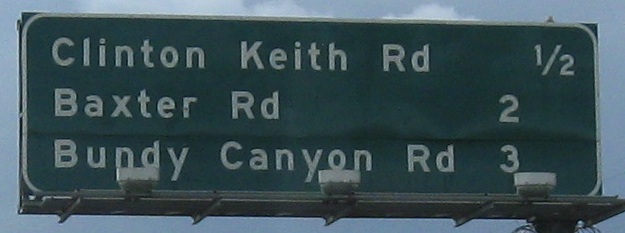 Clinton Keith Rd 1/2
Baxter Rd 2
Bundy Canyon Rd 3